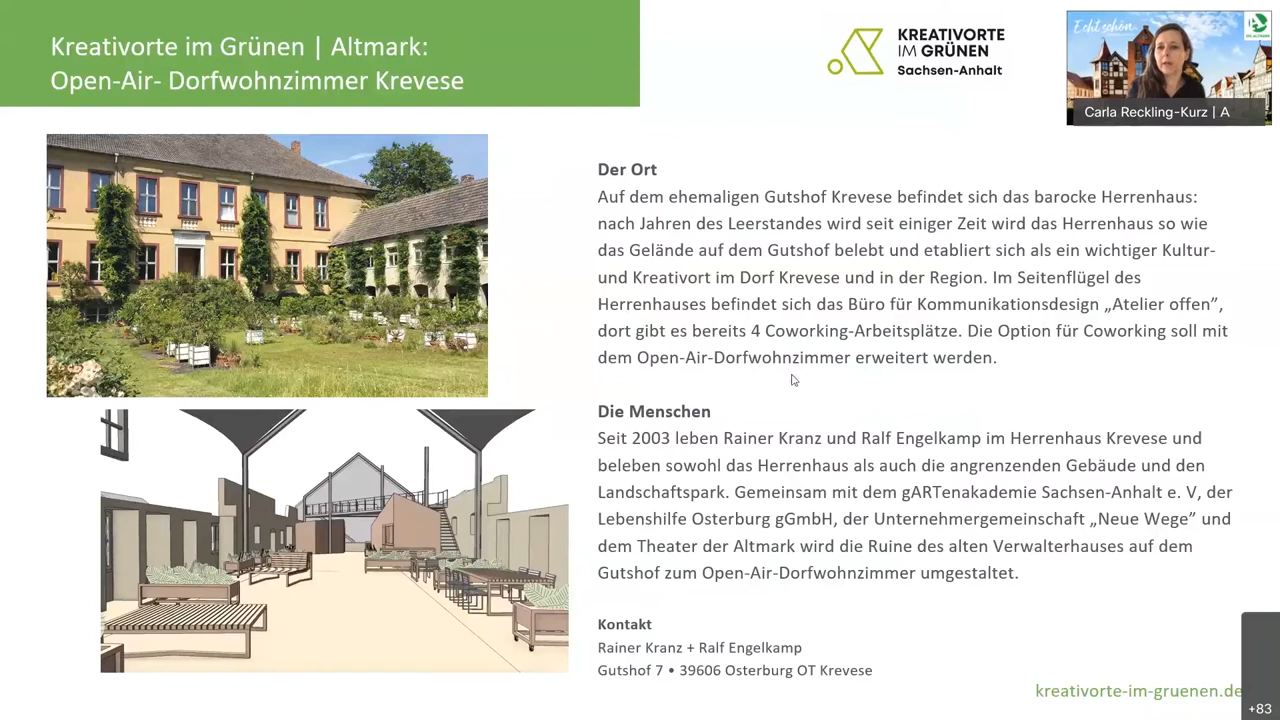 Kreativorte im Grünen | Altmark:
Open-Air- Dorfwohnzimmer Krevese
KREATIVORTE
IM GRÜNEN
Sachsen-Anhalt
Echt schön.
DIE ALTMARK
Carla Reckling-Kurz | A
Der Ort
Auf dem ehemaligen Gutshof Krevese befindet sich das barocke Herrenhaus:
nach Jahren des Leerstandes wird seit einiger Zeit wird das Herrenhaus so wie
das Gelände auf dem Gutshof belebt und etabliert sich als ein wichtiger Kultur-
und Kreativort im Dorf Krevese und in der Region. Im Seitenflügel des
Herrenhauses befindet sich das Büro für Kommunikationsdesign „Atelier offen”,
dort gibt es bereits 4 Coworking-Arbeitsplätze. Die Option für Coworking soll mit
dem Open-Air-Dorfwohnzimmer erweitert werden.
Die Menschen
Seit 2003 leben Rainer Kranz und Ralf Engelkamp im Herrenhaus Krevese und
beleben sowohl das Herrenhaus als auch die angrenzenden Gebäude und den
Landschaftspark. Gemeinsam mit dem gARTenakademie Sachsen-Anhalt e. V, der
Lebenshilfe Osterburg gGmbH, der Unternehmergemeinschaft „Neue Wege” und
dem Theater der Altmark wird die Ruine des alten Verwalterhauses auf dem
Gutshof zum Open-Air-Dorfwohnzimmer umgestaltet.
Kontakt
Rainer Kranz + Ralf Engelkamp
Gutshof 7 • 39606 Osterburg OT Krevese
kreativorte-im-gruenen.de
+83